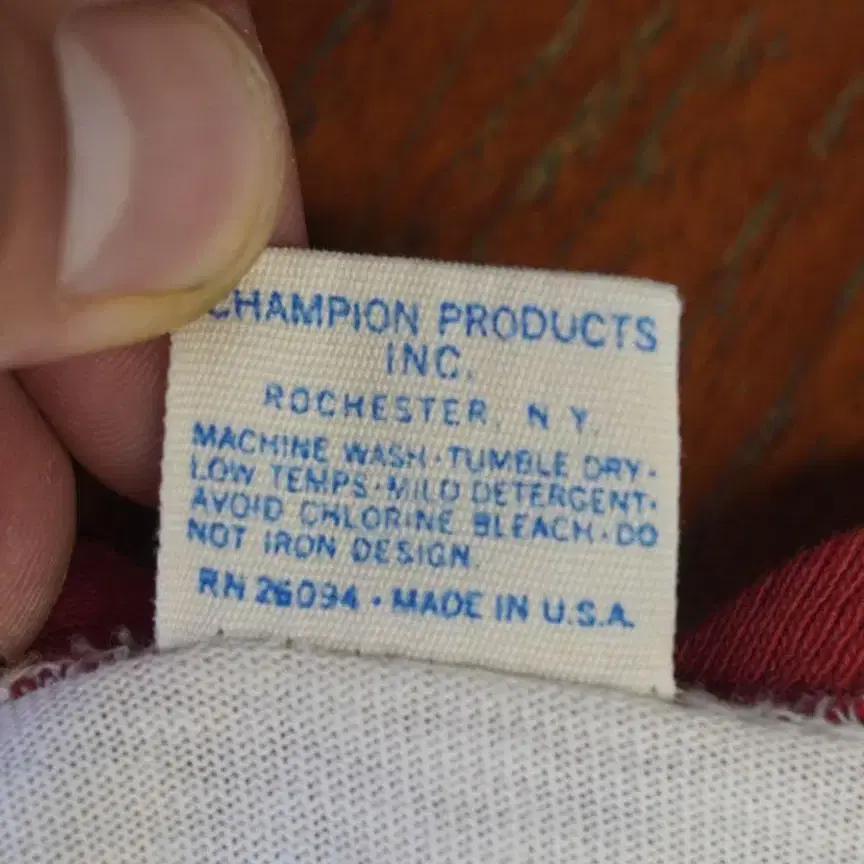 CHAMPION PRODUCTS
INC.
ROCHESTER, N.Y.
MACHINE WASH·TUMBLE DRY·
LOW TEMPS·MILD DETERGENT·
AVOID CHLORINE BLEACH·DO
NOT IRON DESIGN.
RN 26094 · MADE IN U.S.A.